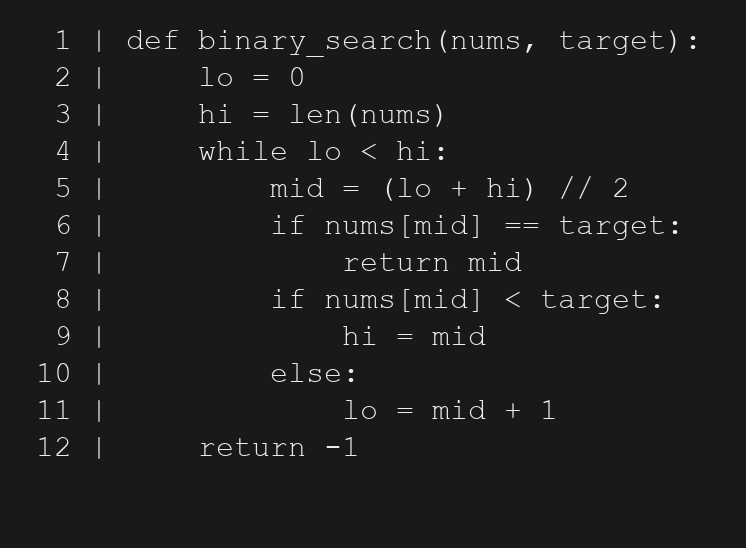 1 | def binary_search(nums, target):
2 |     lo = 0
3 |     hi = len(nums)
4 |     while lo < hi:
5 |         mid = (lo + hi) // 2
6 |         if nums[mid] == target:
7 |             return mid
8 |         if nums[mid] < target:
9 |             hi = mid
10 |         else:
11 |             lo = mid + 1
12 |     return -1